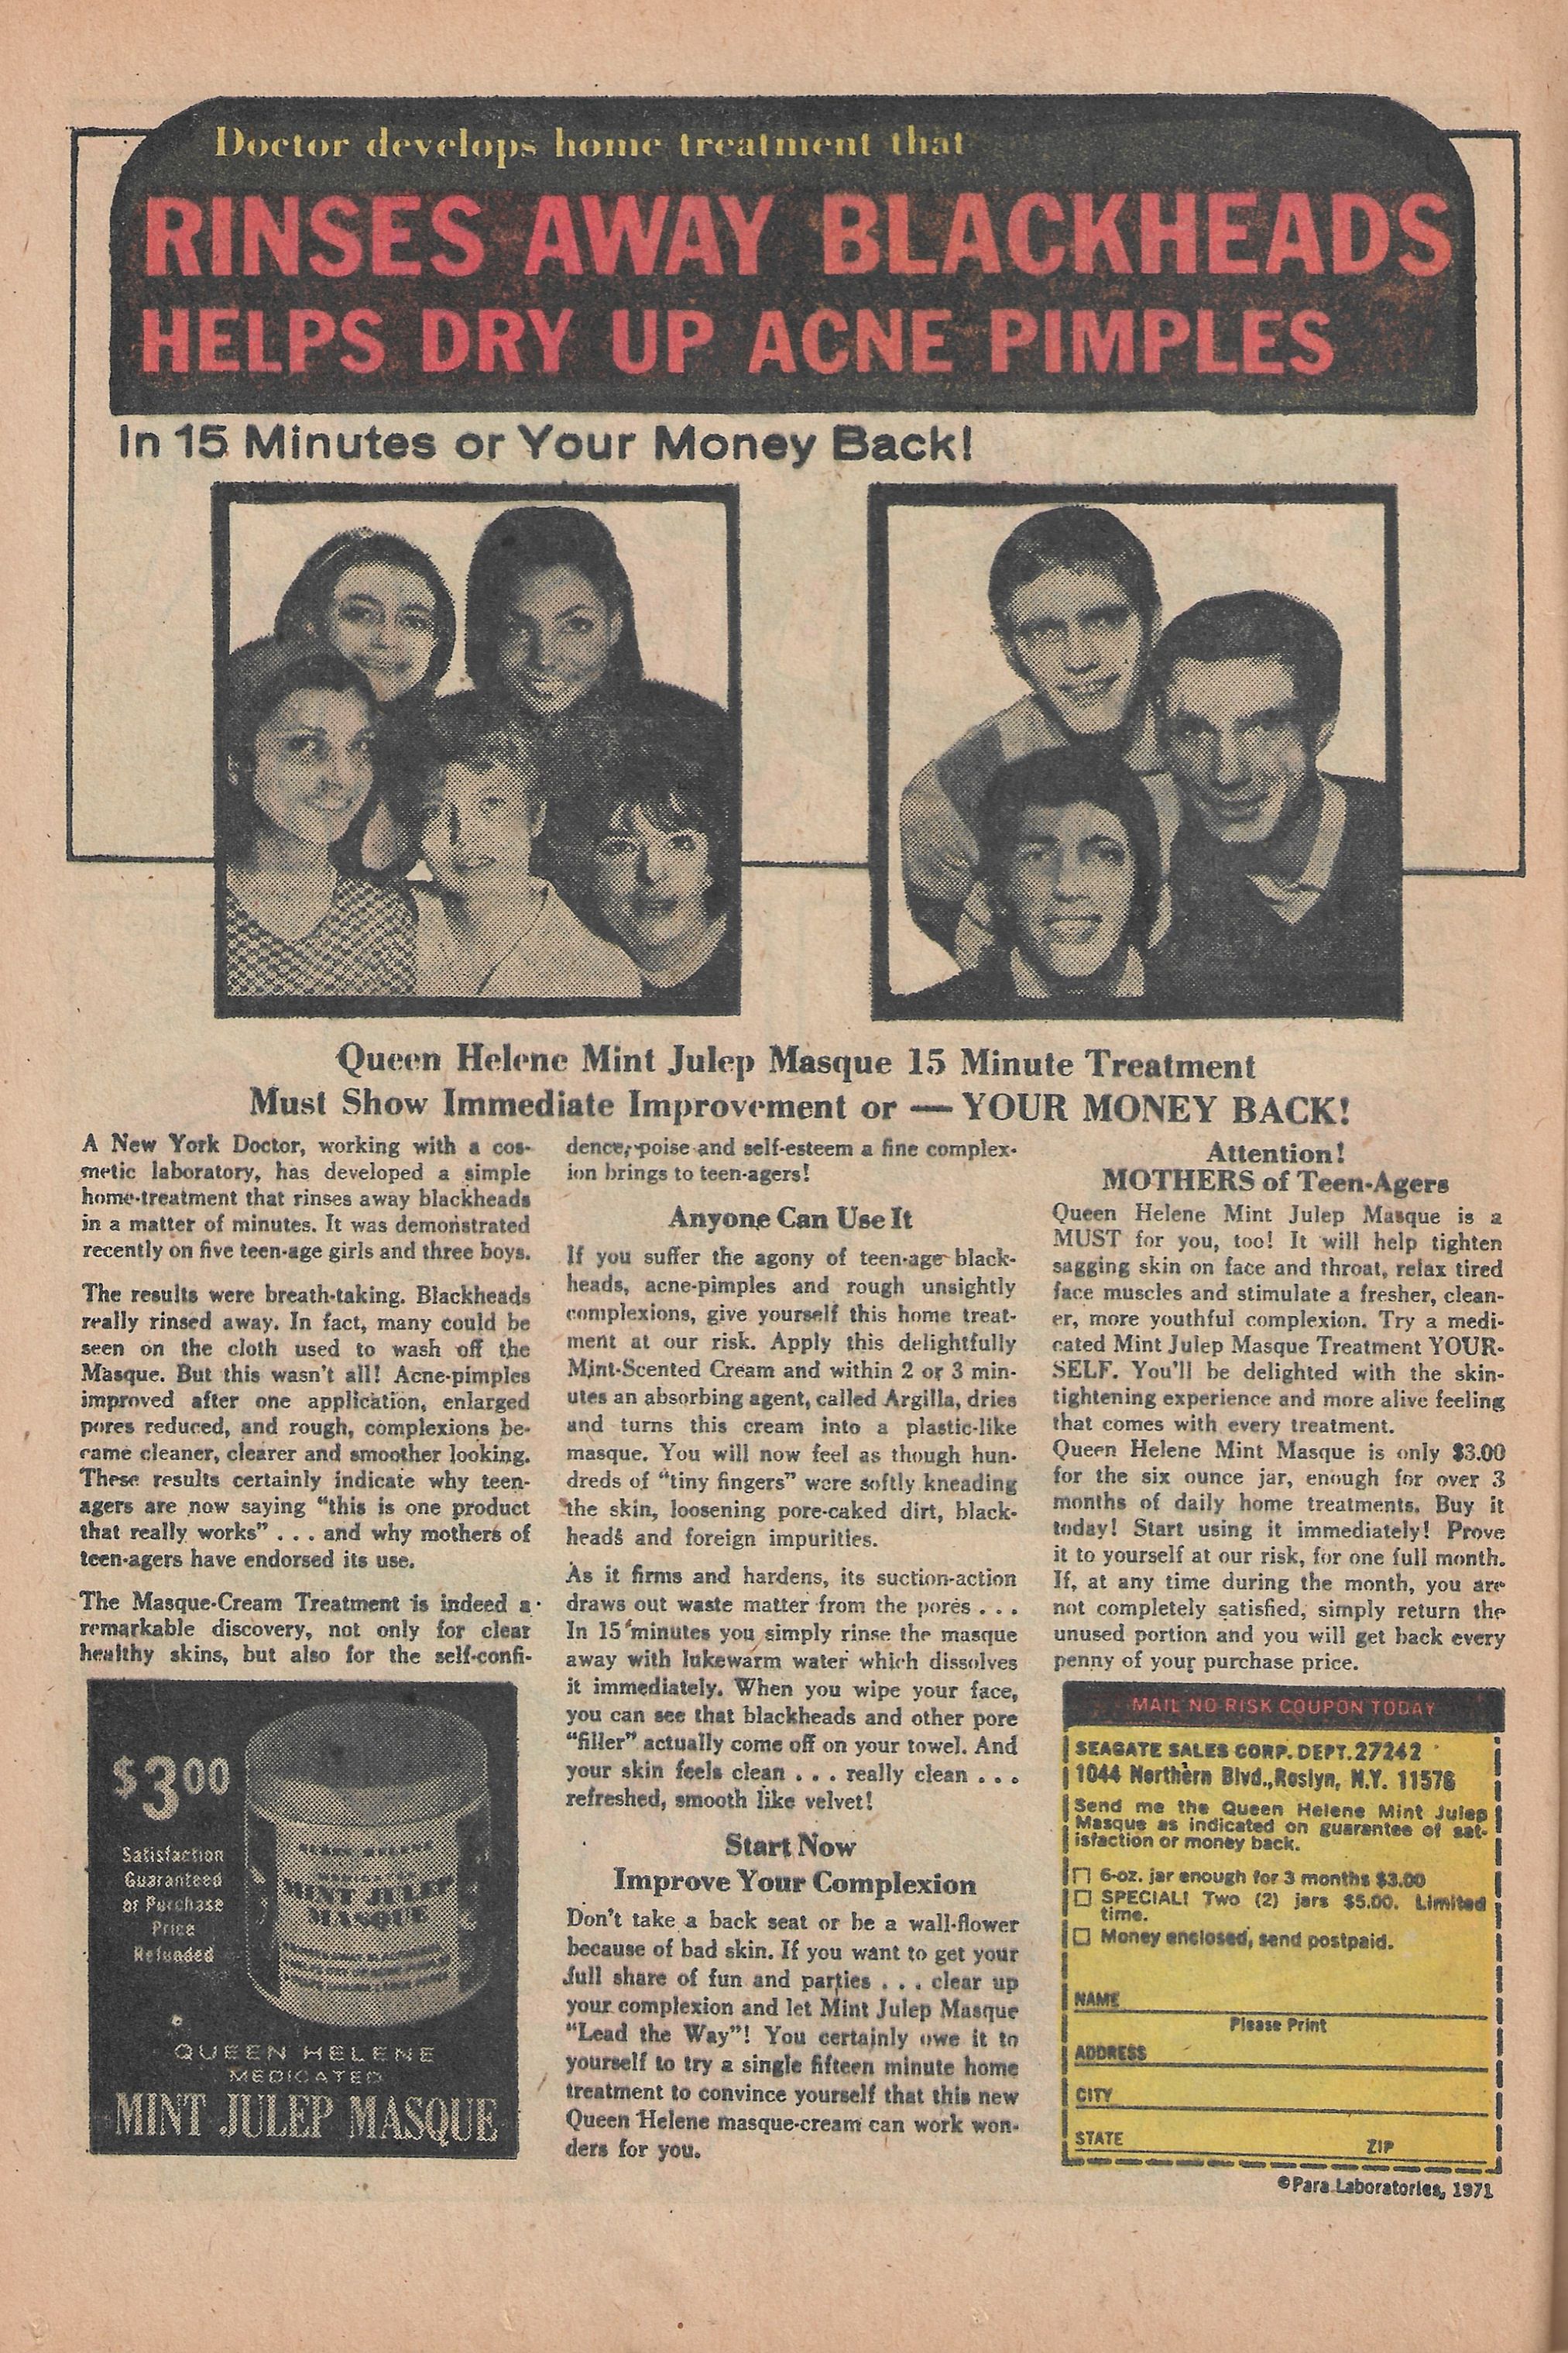 Doctor develops home treatment that
RINSES AWAY BLACKHEADS
HELPS DRY UP ACNE PIMPLES
In 15 Minutes or Your Money Back!
Queen Helene Mint Julep Masque 15 Minute Treatment
Must Show Immediate Improvement or — YOUR MONEY BACK!
A New York Doctor, working with a cos-
metic laboratory, has developed a simple
home-treatment that rinses away blackheads
in a matter of minutes. It was demonstrated
recently on five teen-age girls and three boys.
The results were breath-taking. Blackheads
really rinsed away. In fact, many could be
seen on the cloth used to wash off the
Masque. But this wasn't all! Acne-pimples
improved after one application, enlarged
pores reduced, and rough, complexions be-
came cleaner, clearer and smoother looking.
These results certainly indicate why teen-
agers are now saying "this is one product
that really works" . . . and why mothers of
teen-agers have endorsed its use.
The Masque-Cream Treatment is indeed a
remarkable discovery, not only for clear
healthy skins, but also for the self-confi-
$3.00
Satisfaction
Guaranteed
or Purchase
Price
Refunded
MINT JULEP
MASQUE
QUEEN HELENE
MEDICATED
MINT JULEP MASQUE
dence, poise and self-esteem a fine complex-
ion brings to teen-agers!
Anyone Can Use It
If you suffer the agony of teen-age black-
heads, acne-pimples and rough unsightly
complexions, give yourself this home treat-
ment at our risk. Apply this delightfully
Mint-Scented Cream and within 2 or 3 min-
utes an absorbing agent, called Argilla, dries
and turns this cream into a plastic-like
masque. You will now feel as though hun-
dreds of "tiny fingers" were softly kneading
the skin, loosening pore-caked dirt, black-
heads and foreign impurities.
As it firms and hardens, its suction-action
draws out waste matter from the pores . . .
In 15 minutes you simply rinse the masque
away with lukewarm water which dissolves
it immediately. When you wipe your face,
you can see that blackheads and other pore
"filler" actually come off on your towel. And
your skin feels clean . . . really clean . . .
refreshed, smooth like velvet!
Start Now
Improve Your Complexion
Don't take a back seat or be a wall-flower
because of bad skin. If you want to get your
full share of fun and parties . . . clear up
your complexion and let Mint Julep Masque
"Lead the Way"! You certainly owe it to
yourself to try a single fifteen minute home
treatment to convince yourself that this new
Queen Helene masque-cream can work won-
ders for you.
Attention!
MOTHERS of Teen-Agers
Queen Helene Mint Julep Masque is a
MUST for you, too! It will help tighten
sagging skin on face and throat, relax tired
face muscles and stimulate a fresher, clean-
er, more youthful complexion. Try a medi-
cated Mint Julep Masque Treatment YOUR-
SELF. You'll be delighted with the skin-
tightening experience and more alive feeling
that comes with every treatment.
Queen Helene Mint Masque is only $3.00
for the six ounce jar, enough for over 3
months of daily home treatments. Buy it
today! Start using it immediately! Prove
it to yourself at our risk, for one full month.
If, at any time during the month, you are
not completely satisfied, simply return the
unused portion and you will get back every
penny of your purchase price.
MAIL NO RISK COUPON TODAY
SEAGATE SALES CORP. DEPT. 27242
1044 Northern Blvd., Roslyn, N.Y. 11576
Send me the Queen Helene Mint Julep
Masque as indicated on guarantee of sat-
isfaction or money back.
☐ 6-oz. jar enough for 3 months $3.00
☐ SPECIAL! Two (2) jars $5.00. Limited
time.
☐ Money enclosed, send postpaid.
NAME
Please Print
ADDRESS
CITY
STATE ZIP
©Para Laboratories, 1971